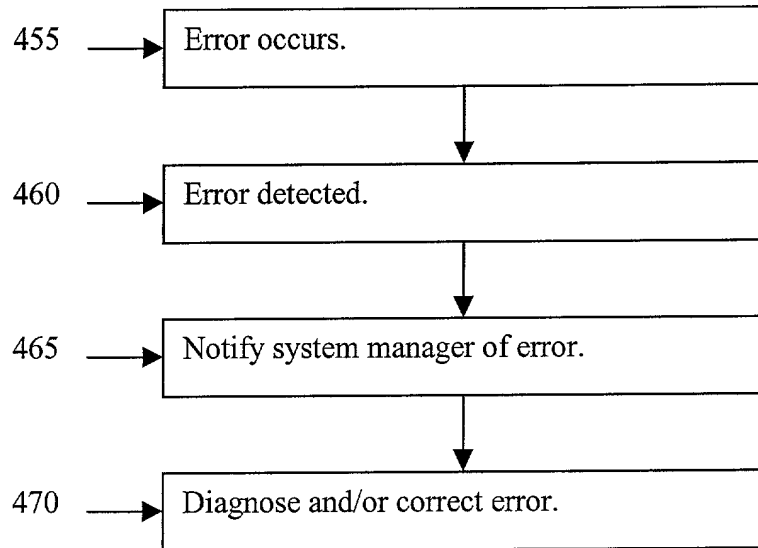 455 Error occurs.
460 Error detected.
465 Notify system manager of error.
470 Diagnose and/or correct error.